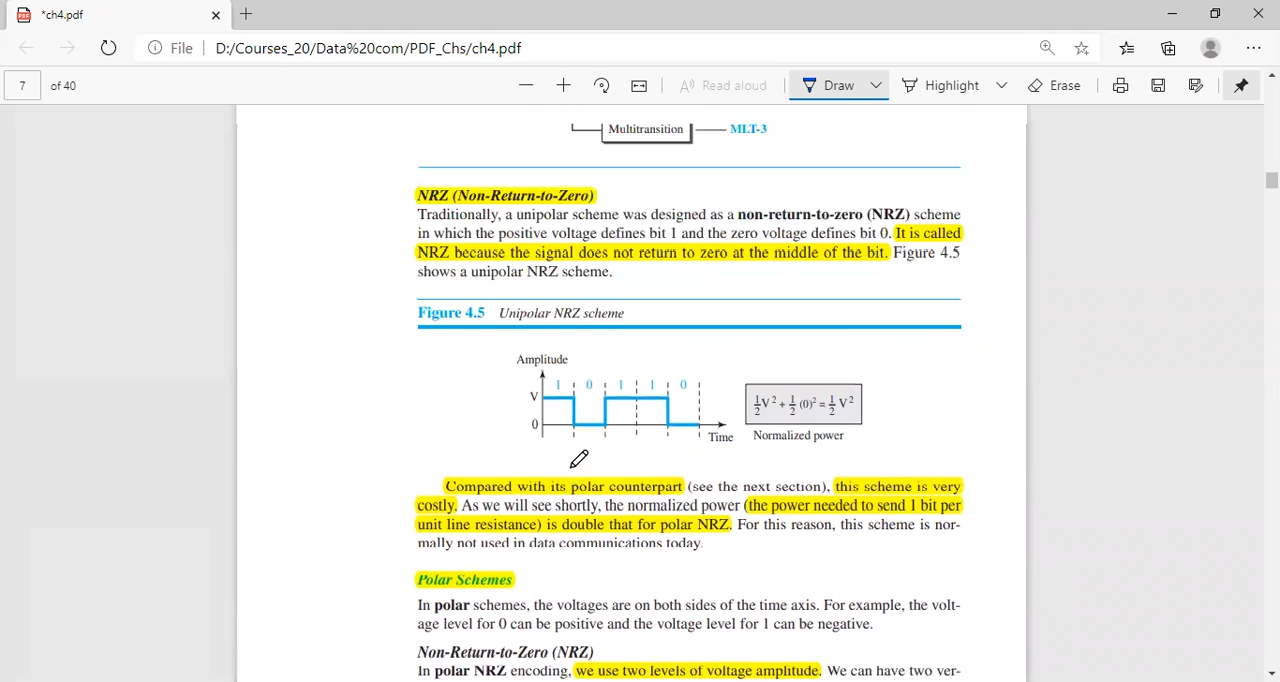 *ch4.pdf
File D:/Courses_20/Data%20com/PDF_Chs/ch4.pdf
7 of 40 Read aloud Draw Highlight Erase
Multitransition MLT-3
NRZ (Non-Return-to-Zero)
Traditionally, a unipolar scheme was designed as a non-return-to-zero (NRZ) scheme
in which the positive voltage defines bit 1 and the zero voltage defines bit 0. It is called
NRZ because the signal does not return to zero at the middle of the bit. Figure 4.5
shows a unipolar NRZ scheme.
Figure 4.5 Unipolar NRZ scheme
Amplitude
1 0 1 1 0
V
0
Time
½V² + ½ (0)² = ½ V²
Normalized power
Compared with its polar counterpart (see the next section), this scheme is very
costly. As we will see shortly, the normalized power (the power needed to send 1 bit per
unit line resistance) is double that for polar NRZ. For this reason, this scheme is nor-
mally not used in data communications today.
Polar Schemes
In polar schemes, the voltages are on both sides of the time axis. For example, the volt-
age level for 0 can be positive and the voltage level for 1 can be negative.
Non-Return-to-Zero (NRZ)
In polar NRZ encoding, we use two levels of voltage amplitude. We can have two ver-